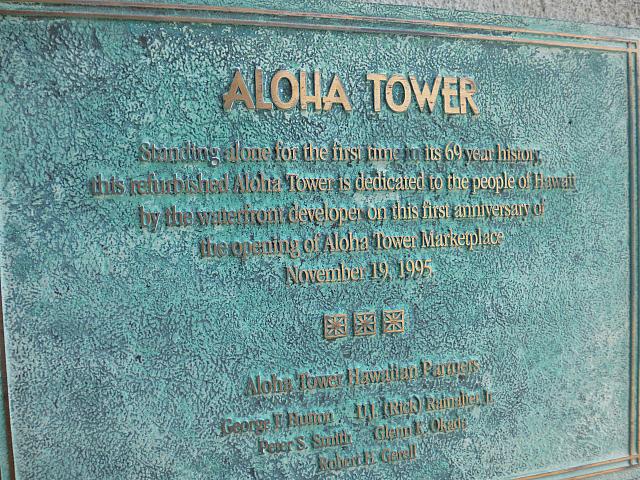 ALOHA TOWER
Standing alone for the first time in its 69 year history,
this refurbished Aloha Tower is dedicated to the people of Hawaii
by the waterfront developer on this first anniversary of
the opening of Aloha Tower Marketplace
November 19, 1995.
Aloha Tower Hawaiian Partners
George F. Hutton (Rick) Jr.
Peter S. Smith Glenn K. Okada
Robert H. Gerell